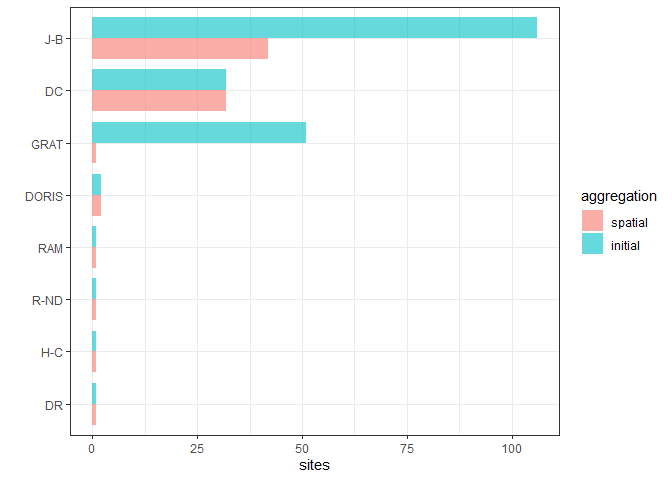 J-B
DC
GRAT
DORIS
RAM
R-ND
H-C
DR
0 25 50 75 100
sites
aggregation
spatial
initial